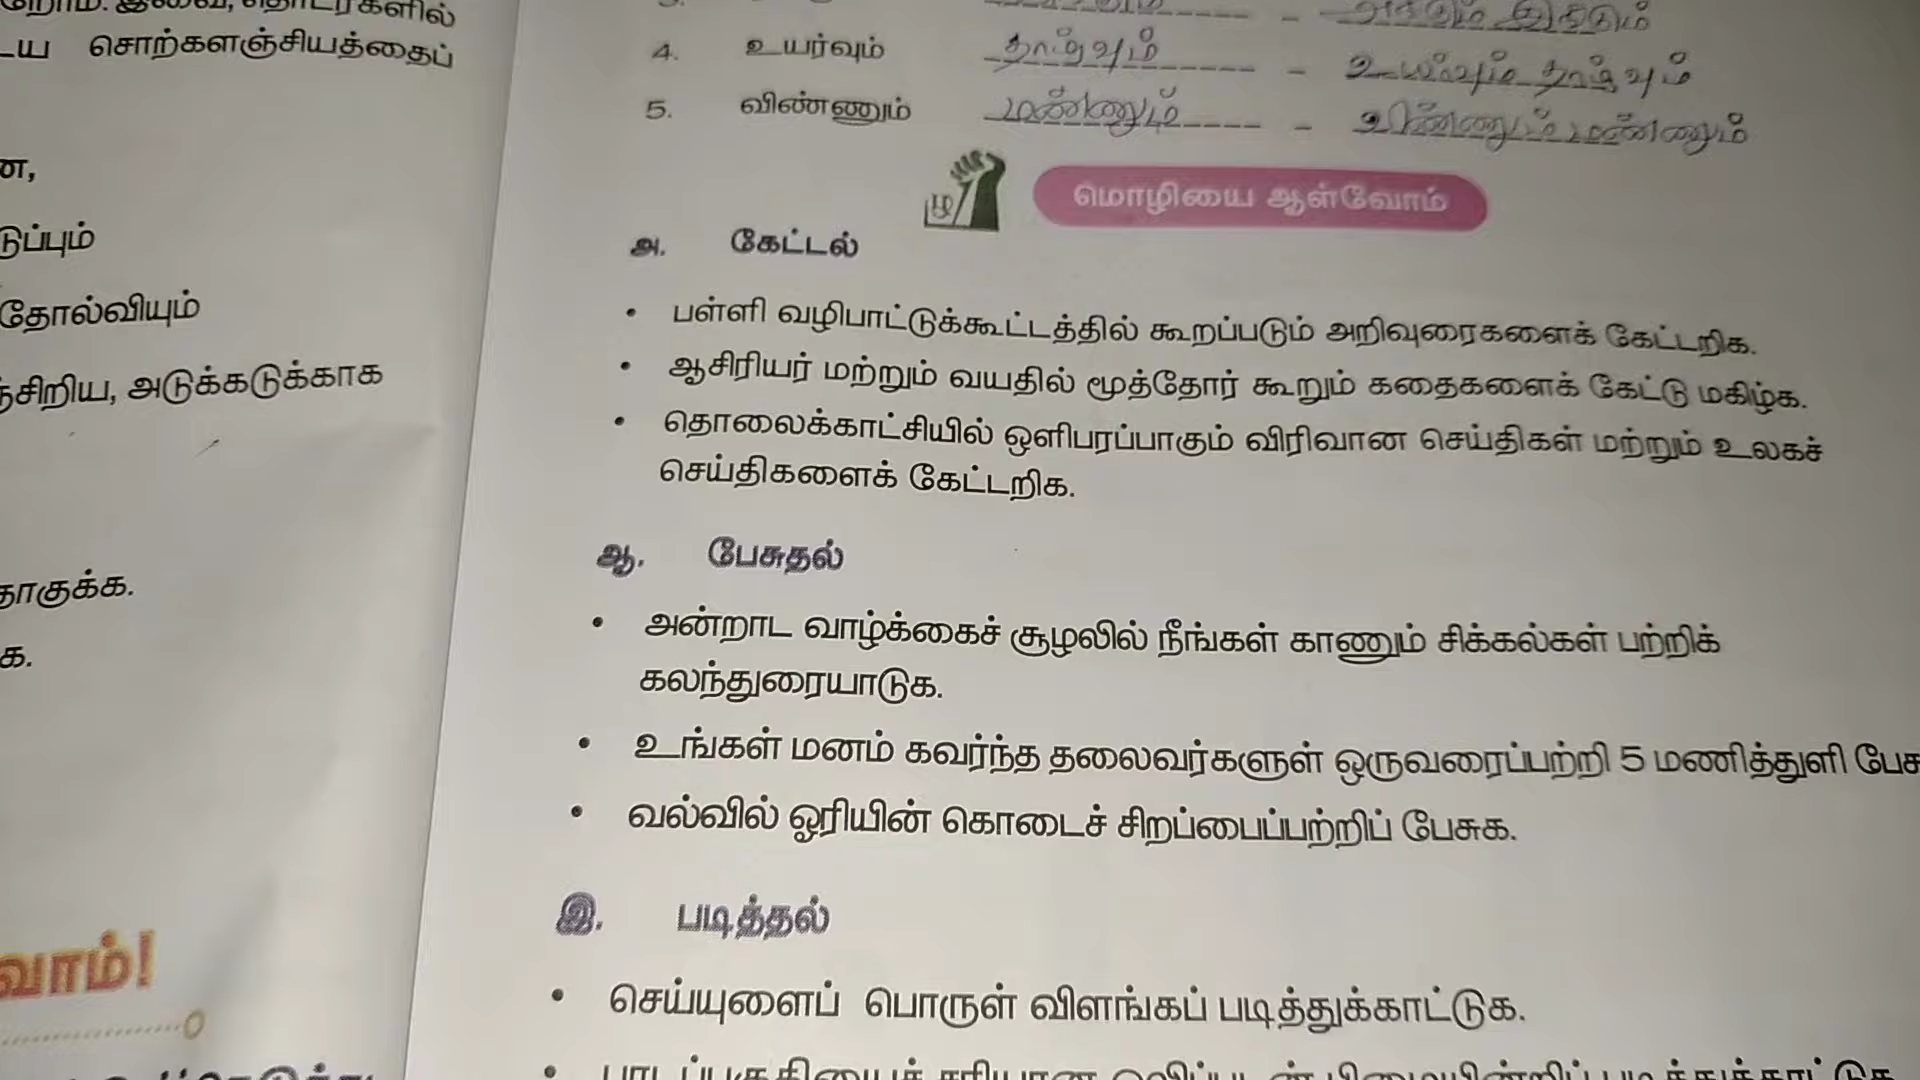 டைய சொற்களஞ்சியத்தைப்
தோல்வியும்
அடுக்கடுக்காக
4. உயர்வும் தாழ்வும் - உயர்வும் தாழ்வும்
5. விண்ணும் மண்ணும் - விண்ணும் மண்ணும்
மொழியை ஆள்வோம்
அ. கேட்டல்
• பள்ளி வழிபாட்டுக்கூட்டத்தில் கூறப்படும் அறிவுரைகளைக் கேட்டறிக.
• ஆசிரியர் மற்றும் வயதில் மூத்தோர் கூறும் கதைகளைக் கேட்டு மகிழ்க.
• தொலைக்காட்சியில் ஒளிபரப்பாகும் விரிவான செய்திகள் மற்றும் உலகச்
செய்திகளைக் கேட்டறிக.
ஆ. பேசுதல்
• அன்றாட வாழ்க்கைச் சூழலில் நீங்கள் காணும் சிக்கல்கள் பற்றிக்
கலந்துரையாடுக.
• உங்கள் மனம் கவர்ந்த தலைவர்களுள் ஒருவரைப்பற்றி 5 மணித்துளி பேசு
• வல்வில் ஓரியின் கொடைச் சிறப்பைப்பற்றிப் பேசுக.
இ. படித்தல்
• செய்யுளைப் பொருள் விளங்கப் படித்துக்காட்டுக.